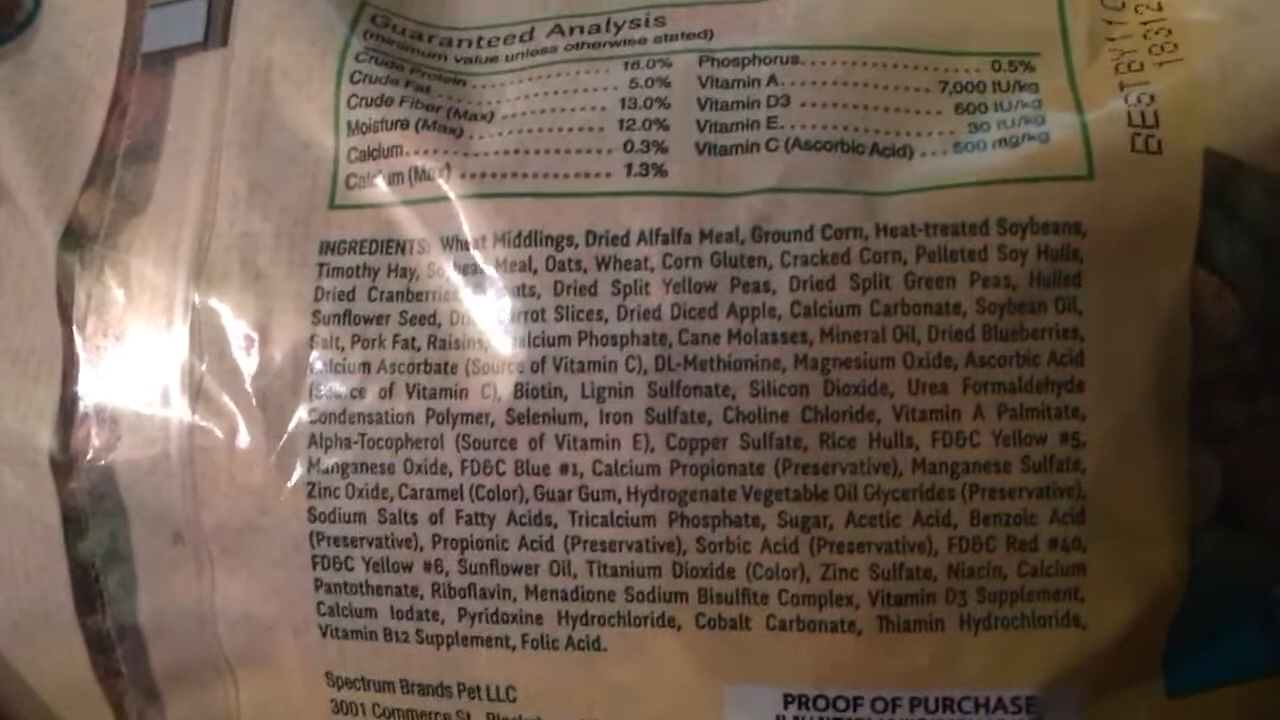 Guaranteed Analysis
(minimum value unless otherwise stated)
Crude Protein 16.0%
Crude Fat 5.0%
Crude Fiber (Max) 13.0%
Moisture (Max) 12.0%
Calcium 0.3%
Calcium (Max) 1.3%
Phosphorus 0.5%
Vitamin A 7,000 IU/kg
Vitamin D3 600 IU/kg
Vitamin E 30 IU/kg
Vitamin C (Ascorbic Acid) 500 mg/kg
BEST BY
INGREDIENTS: Wheat Middlings, Dried Alfalfa Meal, Ground Corn, Heat-treated Soybeans,
Timothy Hay, Soybean Meal, Oats, Wheat, Corn Gluten, Cracked Corn, Pelleted Soy Hulls,
Dried Cranberries, Dried Split Yellow Peas, Dried Split Green Peas, Hulled
Sunflower Seed, Dried Carrot Slices, Dried Diced Apple, Calcium Carbonate, Soybean Oil,
Salt, Pork Fat, Raisins, Phosphate, Cane Molasses, Mineral Oil, Dried Blueberries,
Calcium Ascorbate (Source of Vitamin C), DL-Methionine, Magnesium Oxide, Ascorbic Acid
(Source of Vitamin C), Biotin, Lignin Sulfonate, Silicon Dioxide, Urea Formaldehyde
Condensation Polymer, Selenium, Iron Sulfate, Choline Chloride, Vitamin A Palmitate,
Alpha-Tocopherol (Source of Vitamin E), Copper Sulfate, Rice Hulls, FD&C Yellow #5,
Manganese Oxide, FD&C Blue #1, Calcium Propionate (Preservative), Manganese Sulfate,
Zinc Oxide, Caramel (Color), Guar Gum, Hydrogenate Vegetable Oil Glycerides (Preservative),
Sodium Salts of Fatty Acids, Tricalcium Phosphate, Sugar, Acetic Acid, Benzoic Acid
(Preservative), Propionic Acid (Preservative), Sorbic Acid (Preservative), FD&C Red #40,
FD&C Yellow #6, Sunflower Oil, Titanium Dioxide (Color), Zinc Sulfate, Niacin, Calcium
Pantothenate, Riboflavin, Menadione Sodium Bisulfite Complex, Vitamin D3 Supplement,
Calcium Iodate, Pyridoxine Hydrochloride, Cobalt Carbonate, Thiamin Hydrochloride,
Vitamin B12 Supplement, Folic Acid.
Spectrum Brands Pet LLC
3001 Commerce St.
PROOF OF PURCHASE